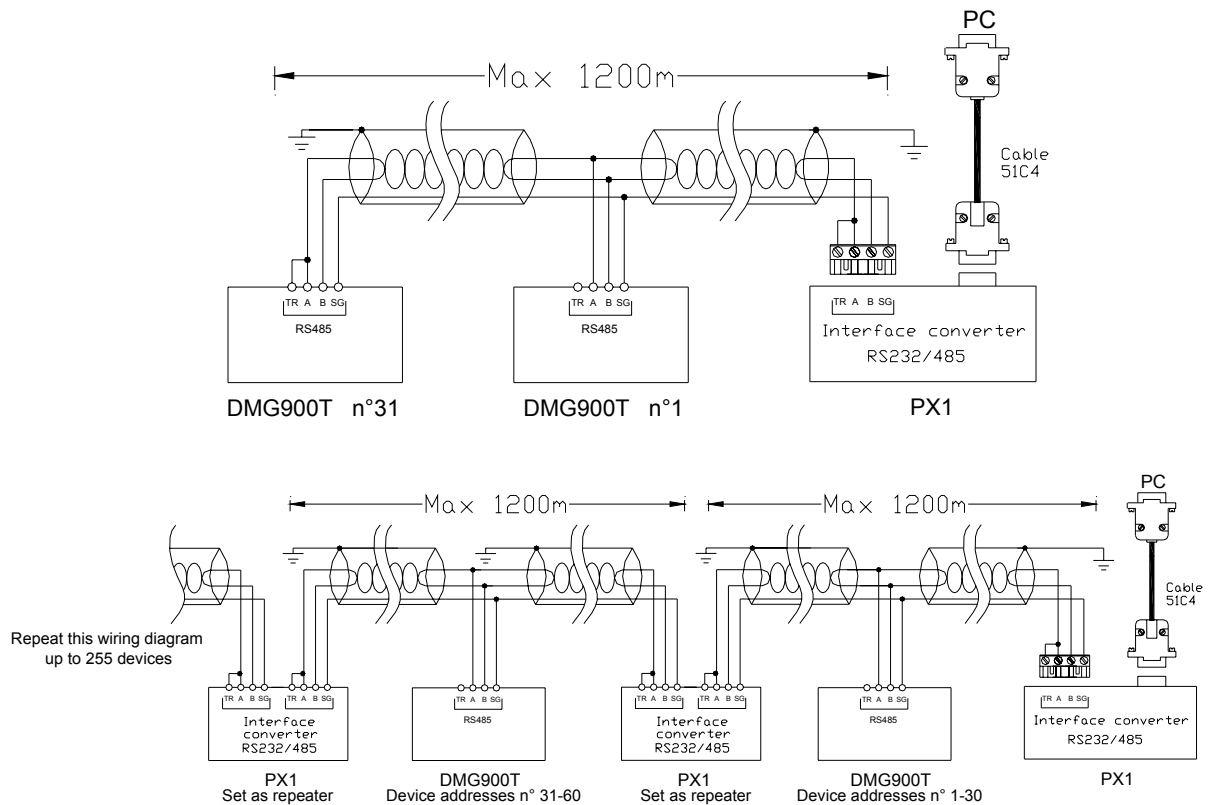 PC
Max 1200m
Cable
51C4
TR A B SG
RS485
TR A B SG
RS485
TR A B SG
Interface converter
RS232/485
DMG900T n°31
DMG900T n°1
PX1
Max 1200m
Max 1200m
PC
Cable
51C4
Repeat this wiring diagram
up to 255 devices
TR A B SG
TR A B SG
Interface
converter
RS232/485
TR A B SG
RS485
TR A B SG
TR A B SG
Interface
converter
RS232/485
TR A B SG
RS485
TR A B SG
Interface converter
RS232/485
PX1
Set as repeater
DMG900T
Device addresses n° 31-60
PX1
Set as repeater
DMG900T
Device addresses n° 1-30
PX1